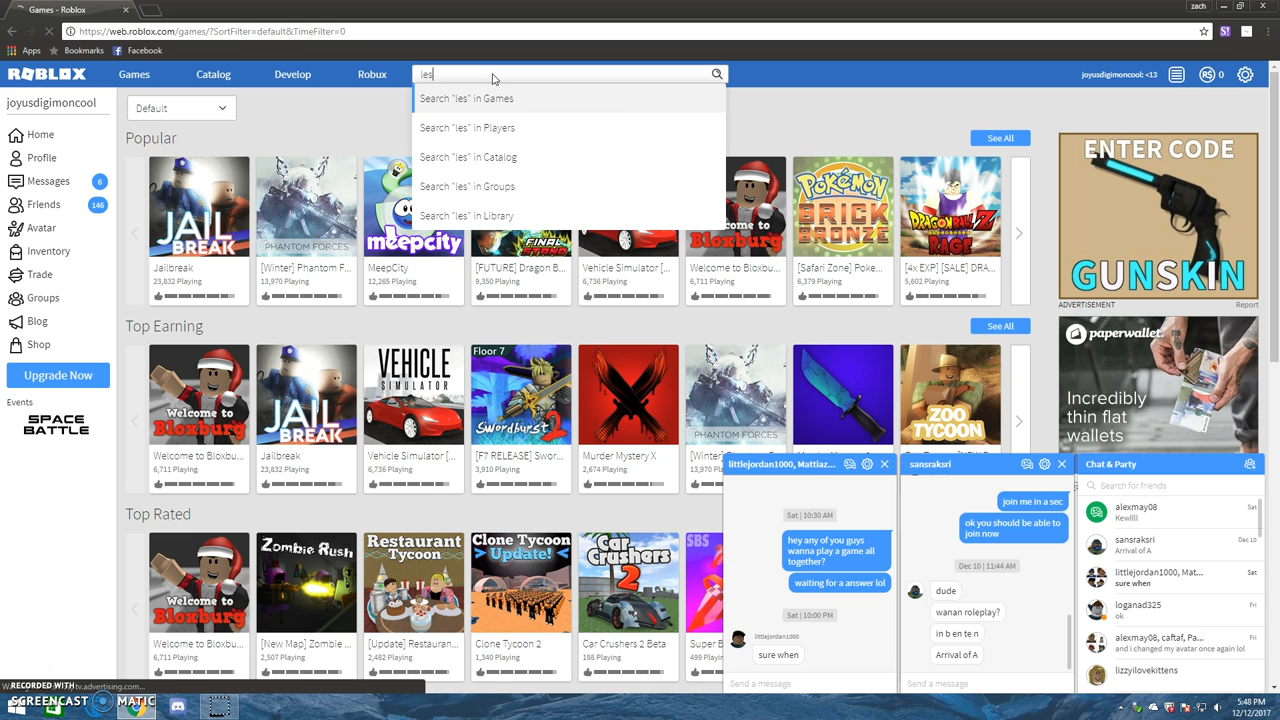 Games - Roblox
zach
https://web.roblox.com/games/?SortFilter=default&TimeFilter=0
Apps
Bookmarks
Facebook
ROBLOX
Games
Catalog
Develop
Robux
les
joyusdigimoncool: <13
R$ 0
Search "les" in Games
Search "les" in Players
Search "les" in Catalog
Search "les" in Groups
Search "les" in Library
joyusdigimoncool
Home
Profile
Messages 6
Friends 146
Avatar
Inventory
Trade
Groups
Blog
Shop
Upgrade Now
Events
SPACE BATTLE
Default
Popular
See All
JAIL
BREAK
PHANTOM FORCES
meepcity
FINAL
STAND
Welcome to
Bloxburg
POKÉMON
BRICK
BRONZE
DRAGON BALL Z
RAGE
Jailbreak
[Winter] Phantom F...
MeepCity
[FUTURE] Dragon B...
Vehicle Simulator [...
Welcome to Bloxbu...
[Safari Zone] Poke...
[4x EXP] [SALE] DRA...
23,832 Playing
13,970 Playing
12,265 Playing
9,350 Playing
6,736 Playing
6,711 Playing
6,379 Playing
5,602 Playing
Top Earning
See All
Welcome to
Bloxburg
JAIL
BREAK
VEHICLE
SIMULATOR
Floor 7
Swordburst 2
PHANTOM FORCES
ZOO
TYCOON
Welcome to Bloxbu...
Jailbreak
Vehicle Simulator [...
[F7 RELEASE] Swor...
Murder Mystery X
[Winter] Phantom F...
6,711 Playing
23,832 Playing
6,736 Playing
3,910 Playing
2,674 Playing
13,970 Playing
Top Rated
Welcome to
Bloxburg
Zombie Rush
Restaurant
Tycoon
Clone Tycoon
> Update! <
Car
Crushers
2
SBS
Welcome to Bloxbu...
[New Map] Zombie ...
[Update] Restauran...
Clone Tycoon 2
Car Crushers 2 Beta
Super B
6,711 Playing
2,507 Playing
2,482 Playing
1,340 Playing
188 Playing
499 Playing
ENTER CODE
GUNSKIN
ADVERTISEMENT
Report
paperwallet.
Incredibly
thin flat
wallets
littlejordan1000, Mattiaz...
Sat | 10:30 AM
hey any of you guys
wanna play a game all
together?
waiting for a answer lol
Sat | 10:00 PM
littlejordan1000
sure when
Send a message
sansraksri
join me in a sec
ok you should be able to
join now
Dec 10 | 11:44 AM
dude
wanan roleplay?
in b en te n
Arrival of A
Send a message
Chat & Party
Search for friends
alexmay08 Sat
Kewllll
sansraksri Dec 10
Arrival of A
littlejordan1000, Mat... Sat
sure when
loganad325 Fri
ok
alexmay08, caftaf, Pa... Fri
and i changed my avatar once again lol
lizzyilovekittens
RECORDED WITH
SCREENCAST MATIC
5:48 PM
12/12/2017